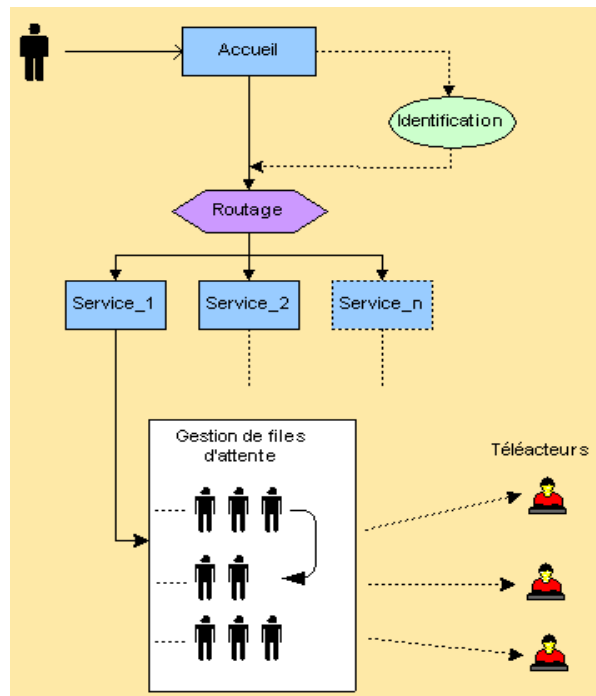 Accueil
Identification
Routage
Service_1
Service_2
Service_n
Gestion de files
d'attente
Téléacteurs